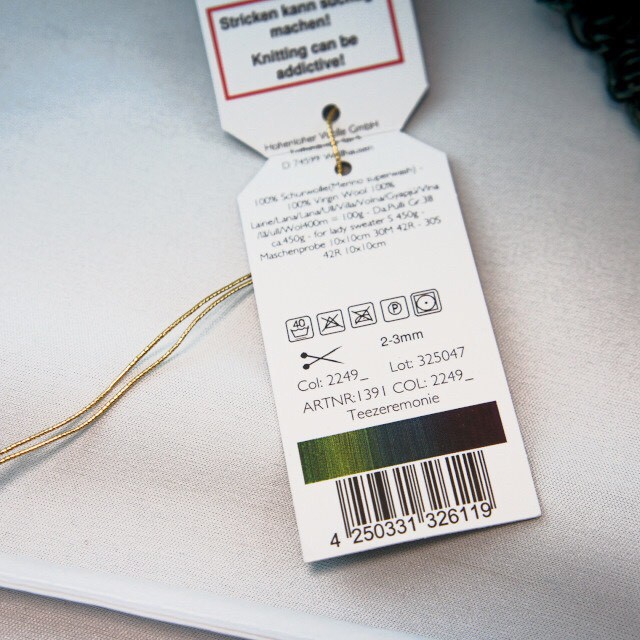 Stricken kann süchtig
machen!
Knitting can be
addictive!
Hohenloher Wolle GmbH
D. 74599 Wallhausen
100% Schurwolle(Merino superwash) -
100% Virgin Wool 100%
Laine/Lana/Lana/Ull/Villa/Volna/Gyapjú/Vlna
400m = 100g - Da.Pulli Gr.38
ca.450g - for lady sweater S 450g -
Maschenprobe 10x10cm 30M 42R - 30S
42R 10x10cm
40 P
2-3mm
Col: 2249_ Lot: 325047
ARTNR:1391 COL: 2249_
Teezeremonie
4 250331 326119